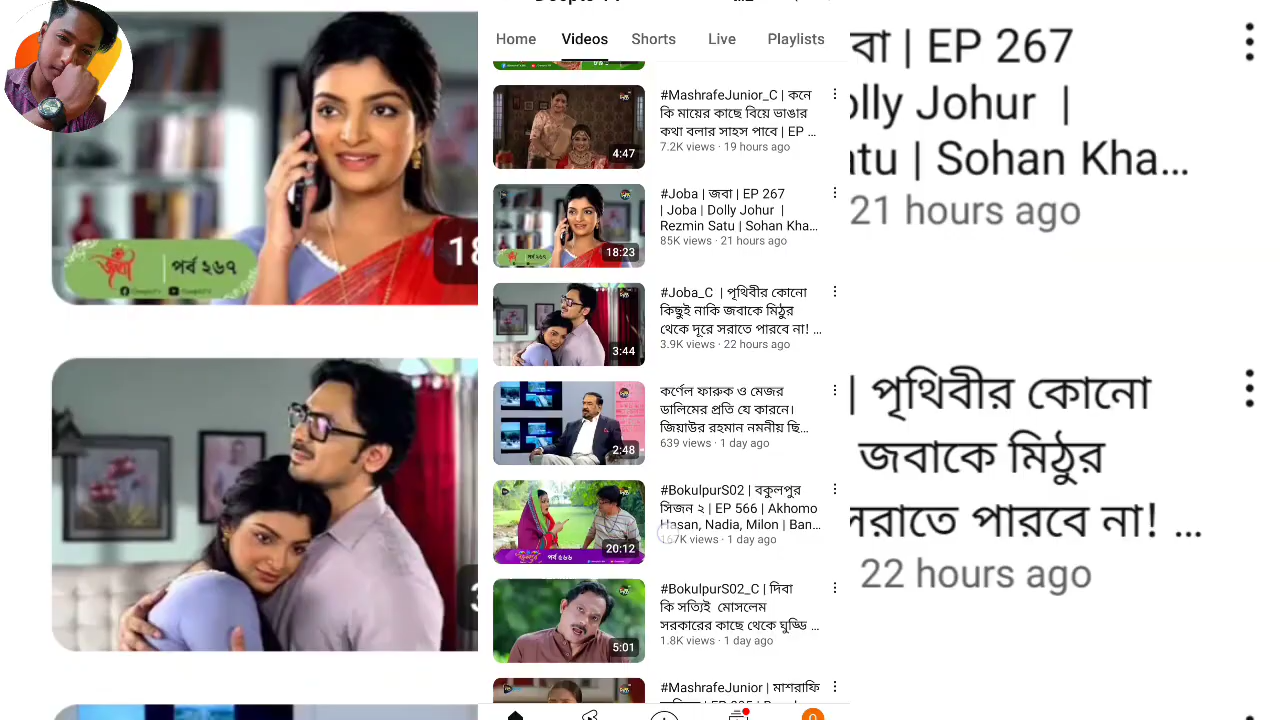 Home Videos Shorts Live Playlists
4:47
#MashrafeJunior_C | কনে
কি মায়ের কাছে বিয়ে ভাঙার
কথা বলার সাহস পাবে | EP ...
7.2K views · 19 hours ago
18:23
#Joba | জবা | EP 267
| Joba | Dolly Johur |
Rezmin Satu | Sohan Kha...
85K views · 21 hours ago
3:44
#Joba_C | পৃথিবীর কোনো
কিছুই নাকি জবাকে মিঠুর
থেকে দূরে সরাতে পারবে না! ...
3.9K views · 22 hours ago
2:48
কর্ণেল ফারুক ও মেজর
ডালিমের প্রতি যে কারনে।
জিয়াউর রহমান নমনীয় ছি...
639 views · 1 day ago
পর্ব ৫৬৬
20:12
#BokulpurS02 | বকুলপুর
সিজন ২ | EP 566 | Akhomo
Hasan, Nadia, Milon | Ban...
167K views · 1 day ago
5:01
#BokulpurS02_C | দিবা
কি সত্যিই মোসলেম
সরকারের কাছে থেকে ঘুড্ডি ...
1.8K views · 1 day ago
#MashrafeJunior | মাশরাফি
জবা
পর্ব ২৬৭
বা | EP 267
olly Johur |
atu | Sohan Kha...
21 hours ago
| পৃথিবীর কোনো
জবাকে মিঠুর
সরাতে পারবে না! ...
22 hours ago